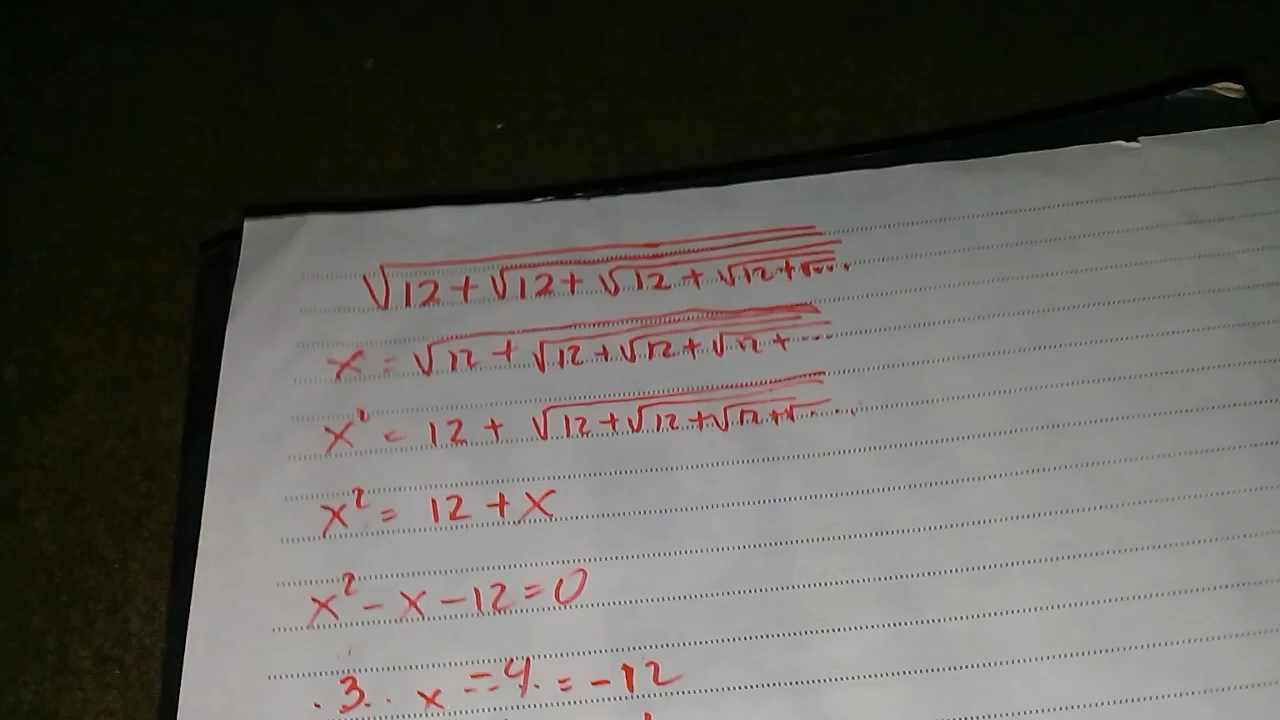 √12+√12+√12+√12+√....
x = √12+√12+√12+√12+....
x² = 12+√12+√12+√12+√....
x² = 12+x
x²-x-12=0
.3. x -4. = -12